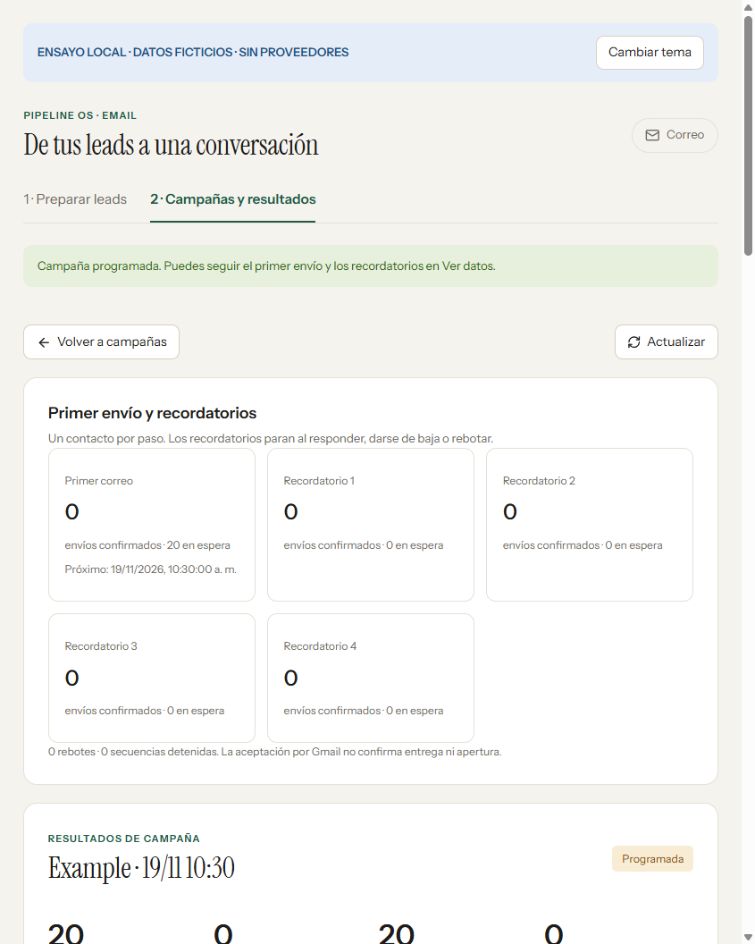 ENSAYO LOCAL · DATOS FICTICIOS · SIN PROVEEDORES
Cambiar tema
PIPELINE OS · EMAIL
De tus leads a una conversación
Correo
1 · Preparar leads
2 · Campañas y resultados
Campaña programada. Puedes seguir el primer envío y los recordatorios en Ver datos.
Volver a campañas
Actualizar
Primer envío y recordatorios
Un contacto por paso. Los recordatorios paran al responder, darse de baja o rebotar.
Primer correo
0
envíos confirmados · 20 en espera
Próximo: 19/11/2026, 10:30:00 a. m.
Recordatorio 1
0
envíos confirmados · 0 en espera
Recordatorio 2
0
envíos confirmados · 0 en espera
Recordatorio 3
0
envíos confirmados · 0 en espera
Recordatorio 4
0
envíos confirmados · 0 en espera
0 rebotes · 0 secuencias detenidas. La aceptación por Gmail no confirma entrega ni apertura.
RESULTADOS DE CAMPAÑA
Example · 19/11 10:30
Programada
20
0
20
0